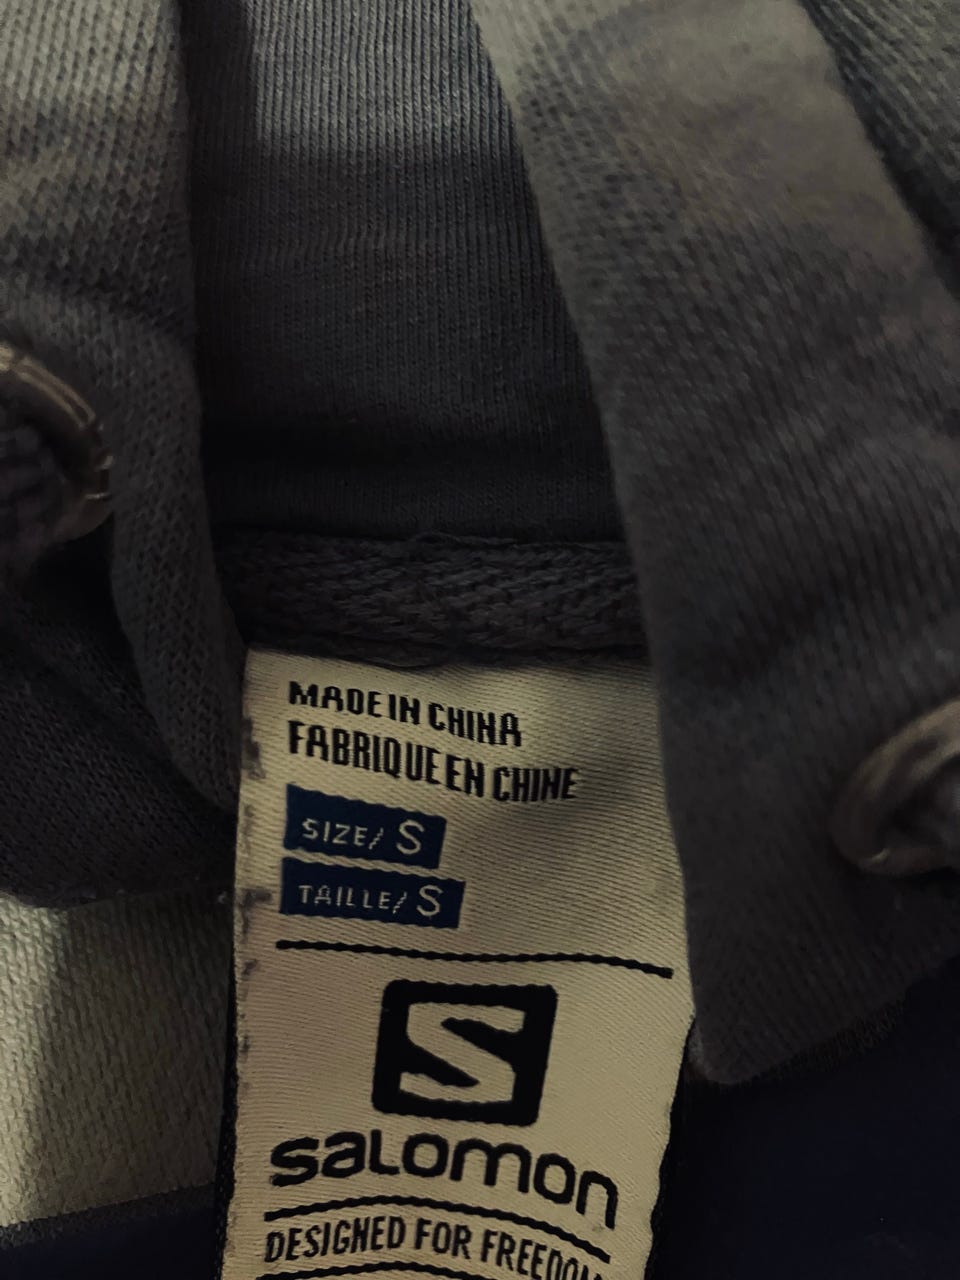 MADE IN CHINA
FABRIQUE EN CHINE
SIZE/ S
TAILLE/ S
S
SALOMON
DESIGNED FOR FREEDOM